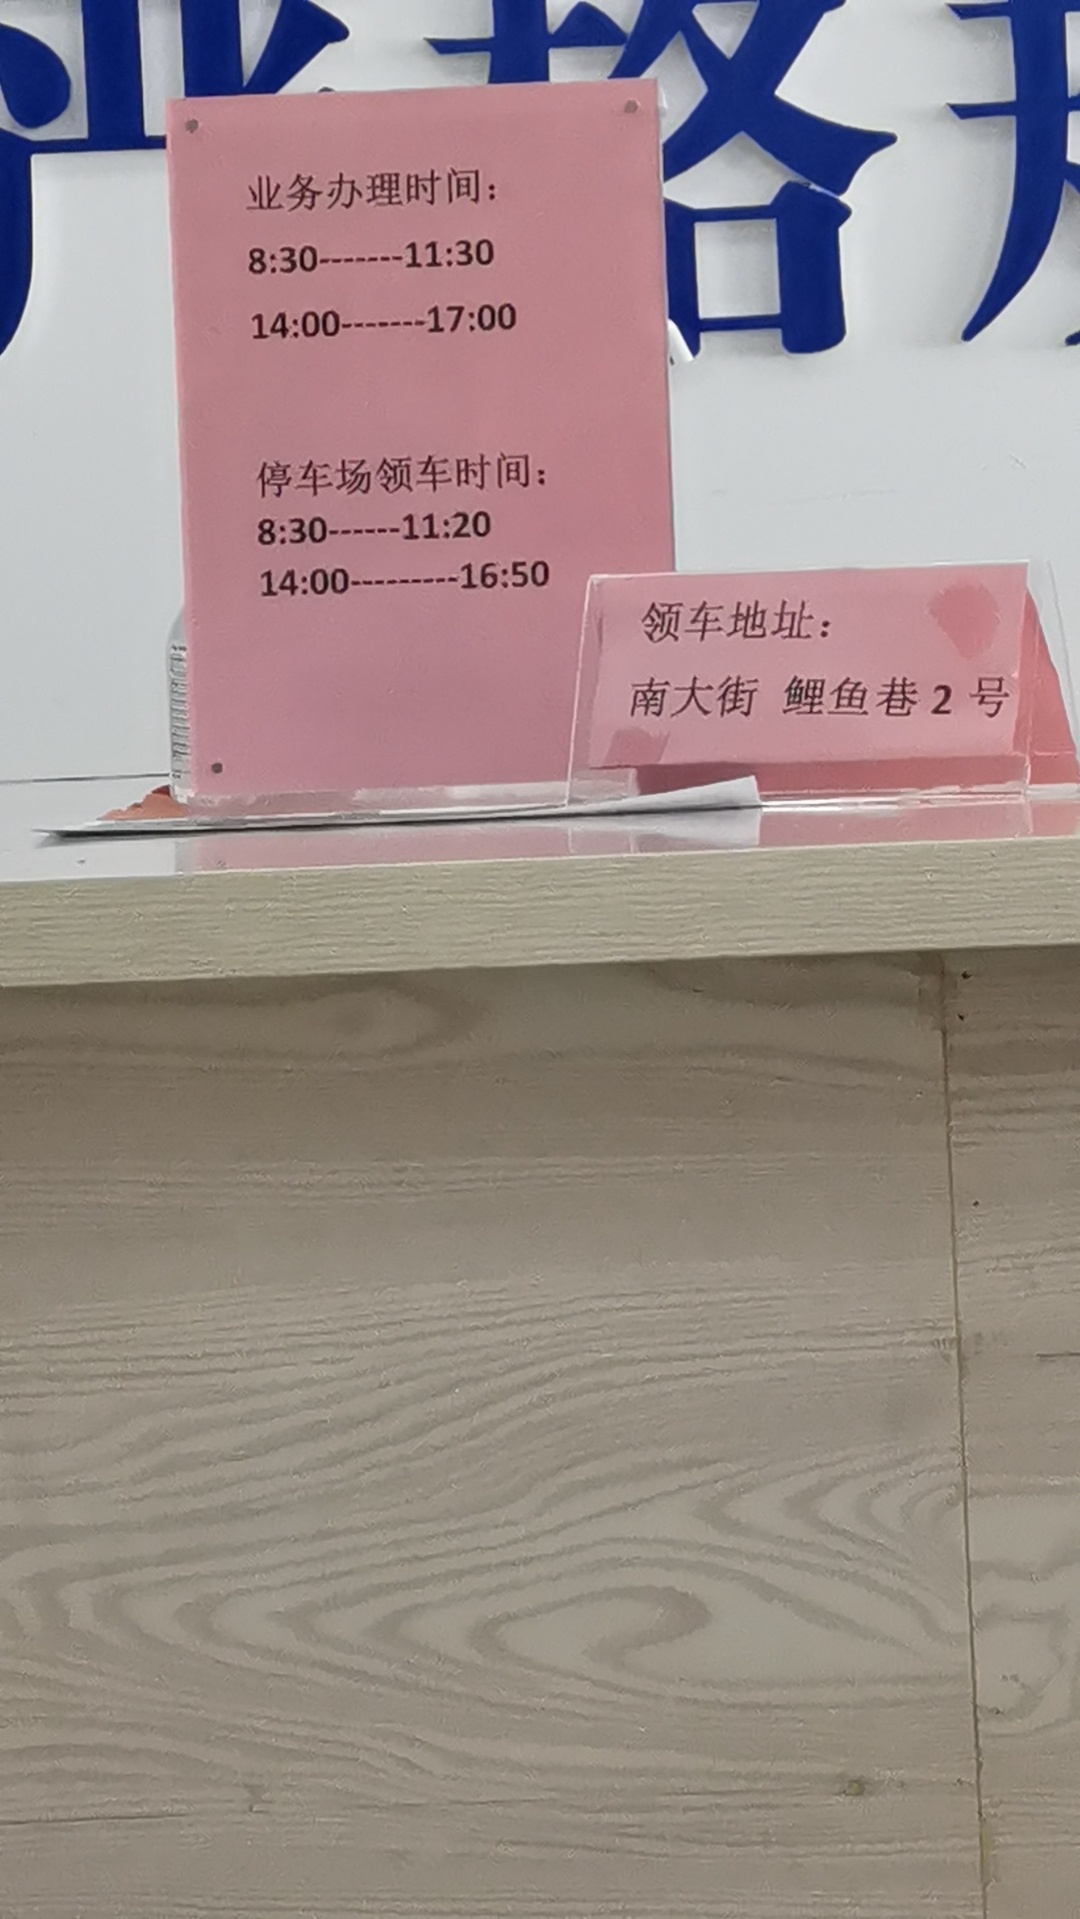 严格
业务办理时间：
8:30-------11:30
14:00-------17:00
停车场领车时间：
8:30------11:20
14:00---------16:50
领车地址：
南大街 鲤鱼巷 2 号